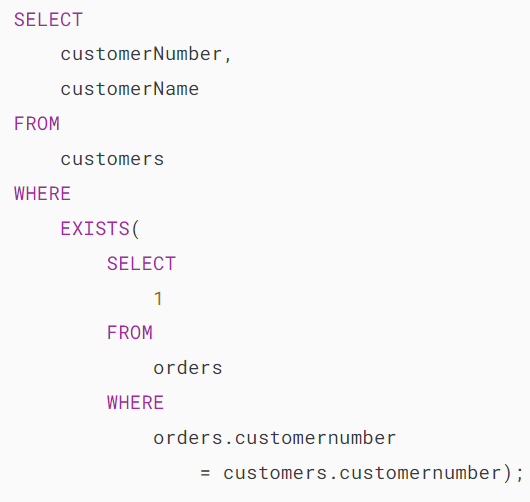 SELECT
    customerNumber,
    customerName
FROM
    customers
WHERE
    EXISTS(
        SELECT
            1
        FROM
            orders
        WHERE
            orders.customernumber
                = customers.customernumber);